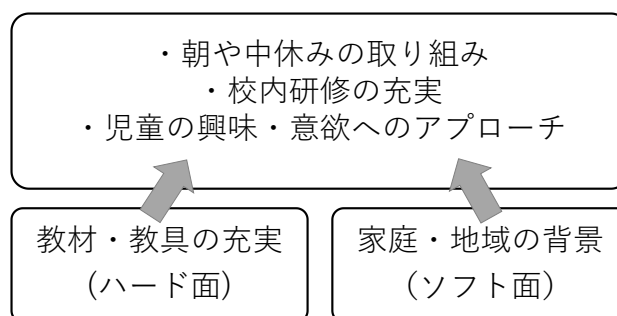 ・朝や中休みの取り組み
・校内研修の充実
・児童の興味・意欲へのアプローチ
教材・教具の充実
(ハード面)
家庭・地域の背景
(ソフト面)